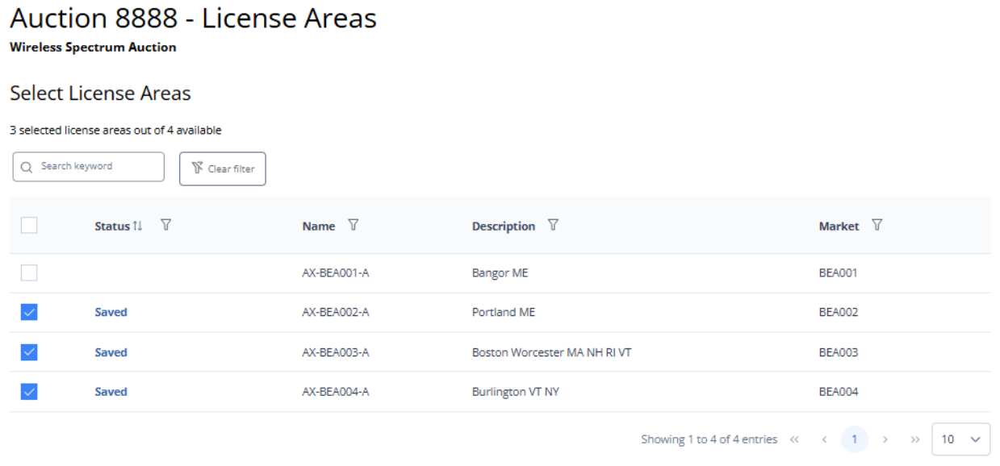 Auction 8888 - License Areas
Wireless Spectrum Auction
Select License Areas
3 selected license areas out of 4 available
Search keyword Clear filter
Status Name Description Market
AX-BEA001-A Bangor ME BEA001
Saved AX-BEA002-A Portland ME BEA002
Saved AX-BEA003-A Boston Worcester MA NH RI VT BEA003
Saved AX-BEA004-A Burlington VT NY BEA004
Showing 1 to 4 of 4 entries « ‹ 1 › » 10